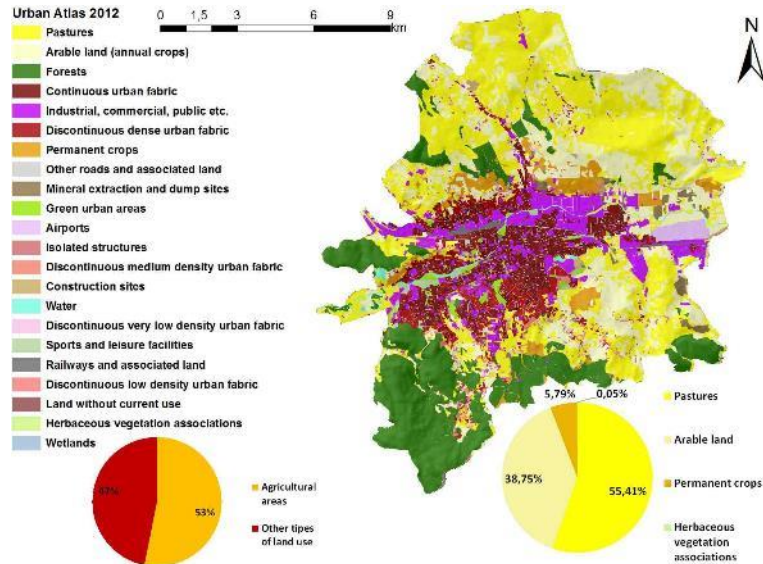 Urban Atlas 2012
0 1,5 3 6 9
km
N
Pastures
Arable land (annual crops)
Forests
Continuous urban fabric
Industrial, commercial, public etc.
Discontinuous dense urban fabric
Permanent crops
Other roads and associated land
Mineral extraction and dump sites
Green urban areas
Airports
Isolated structures
Discontinuous medium density urban fabric
Construction sites
Water
Discontinuous very low density urban fabric
Sports and leisure facilities
Railways and associated land
Discontinuous low density urban fabric
Land without current use
Herbaceous vegetation associations
Wetlands
47%
53%
Agricultural
areas
Other tipes
of land use
5,79%
0,05%
38,75%
55,41%
Pastures
Arable land
Permanent crops
Herbaceous
vegetation
associations